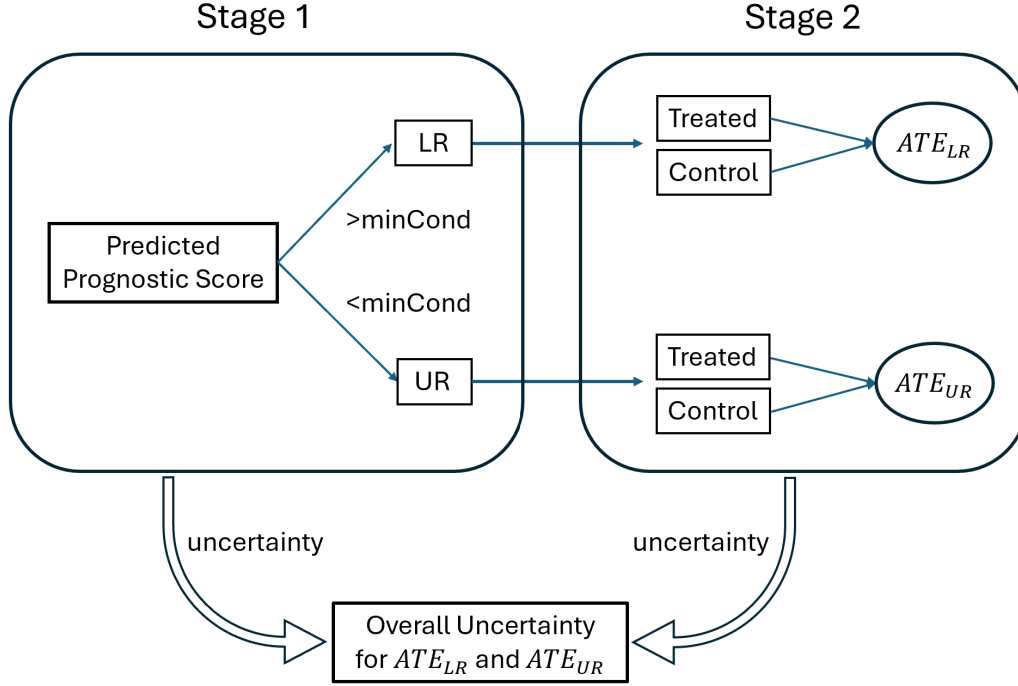 Stage 1
Stage 2
Predicted
Prognostic Score
LR
>minCond
<minCond
UR
Treated
Control
ATE_LR
Treated
Control
ATE_UR
uncertainty
uncertainty
Overall Uncertainty
for ATE_LR and ATE_UR